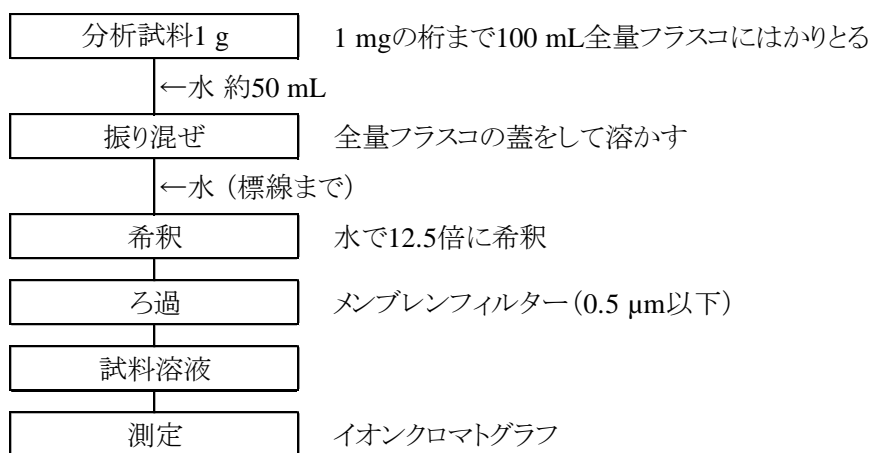 分析試料1 g 1 mgの桁まで100 mL全量フラスコにはかりとる
←水 約50 mL
振り混ぜ 全量フラスコの蓋をして溶かす
←水（標線まで）
希釈 水で12.5倍に希釈
ろ過 メンブレンフィルター（0.5 μm以下）
試料溶液
測定 イオンクロマトグラフ